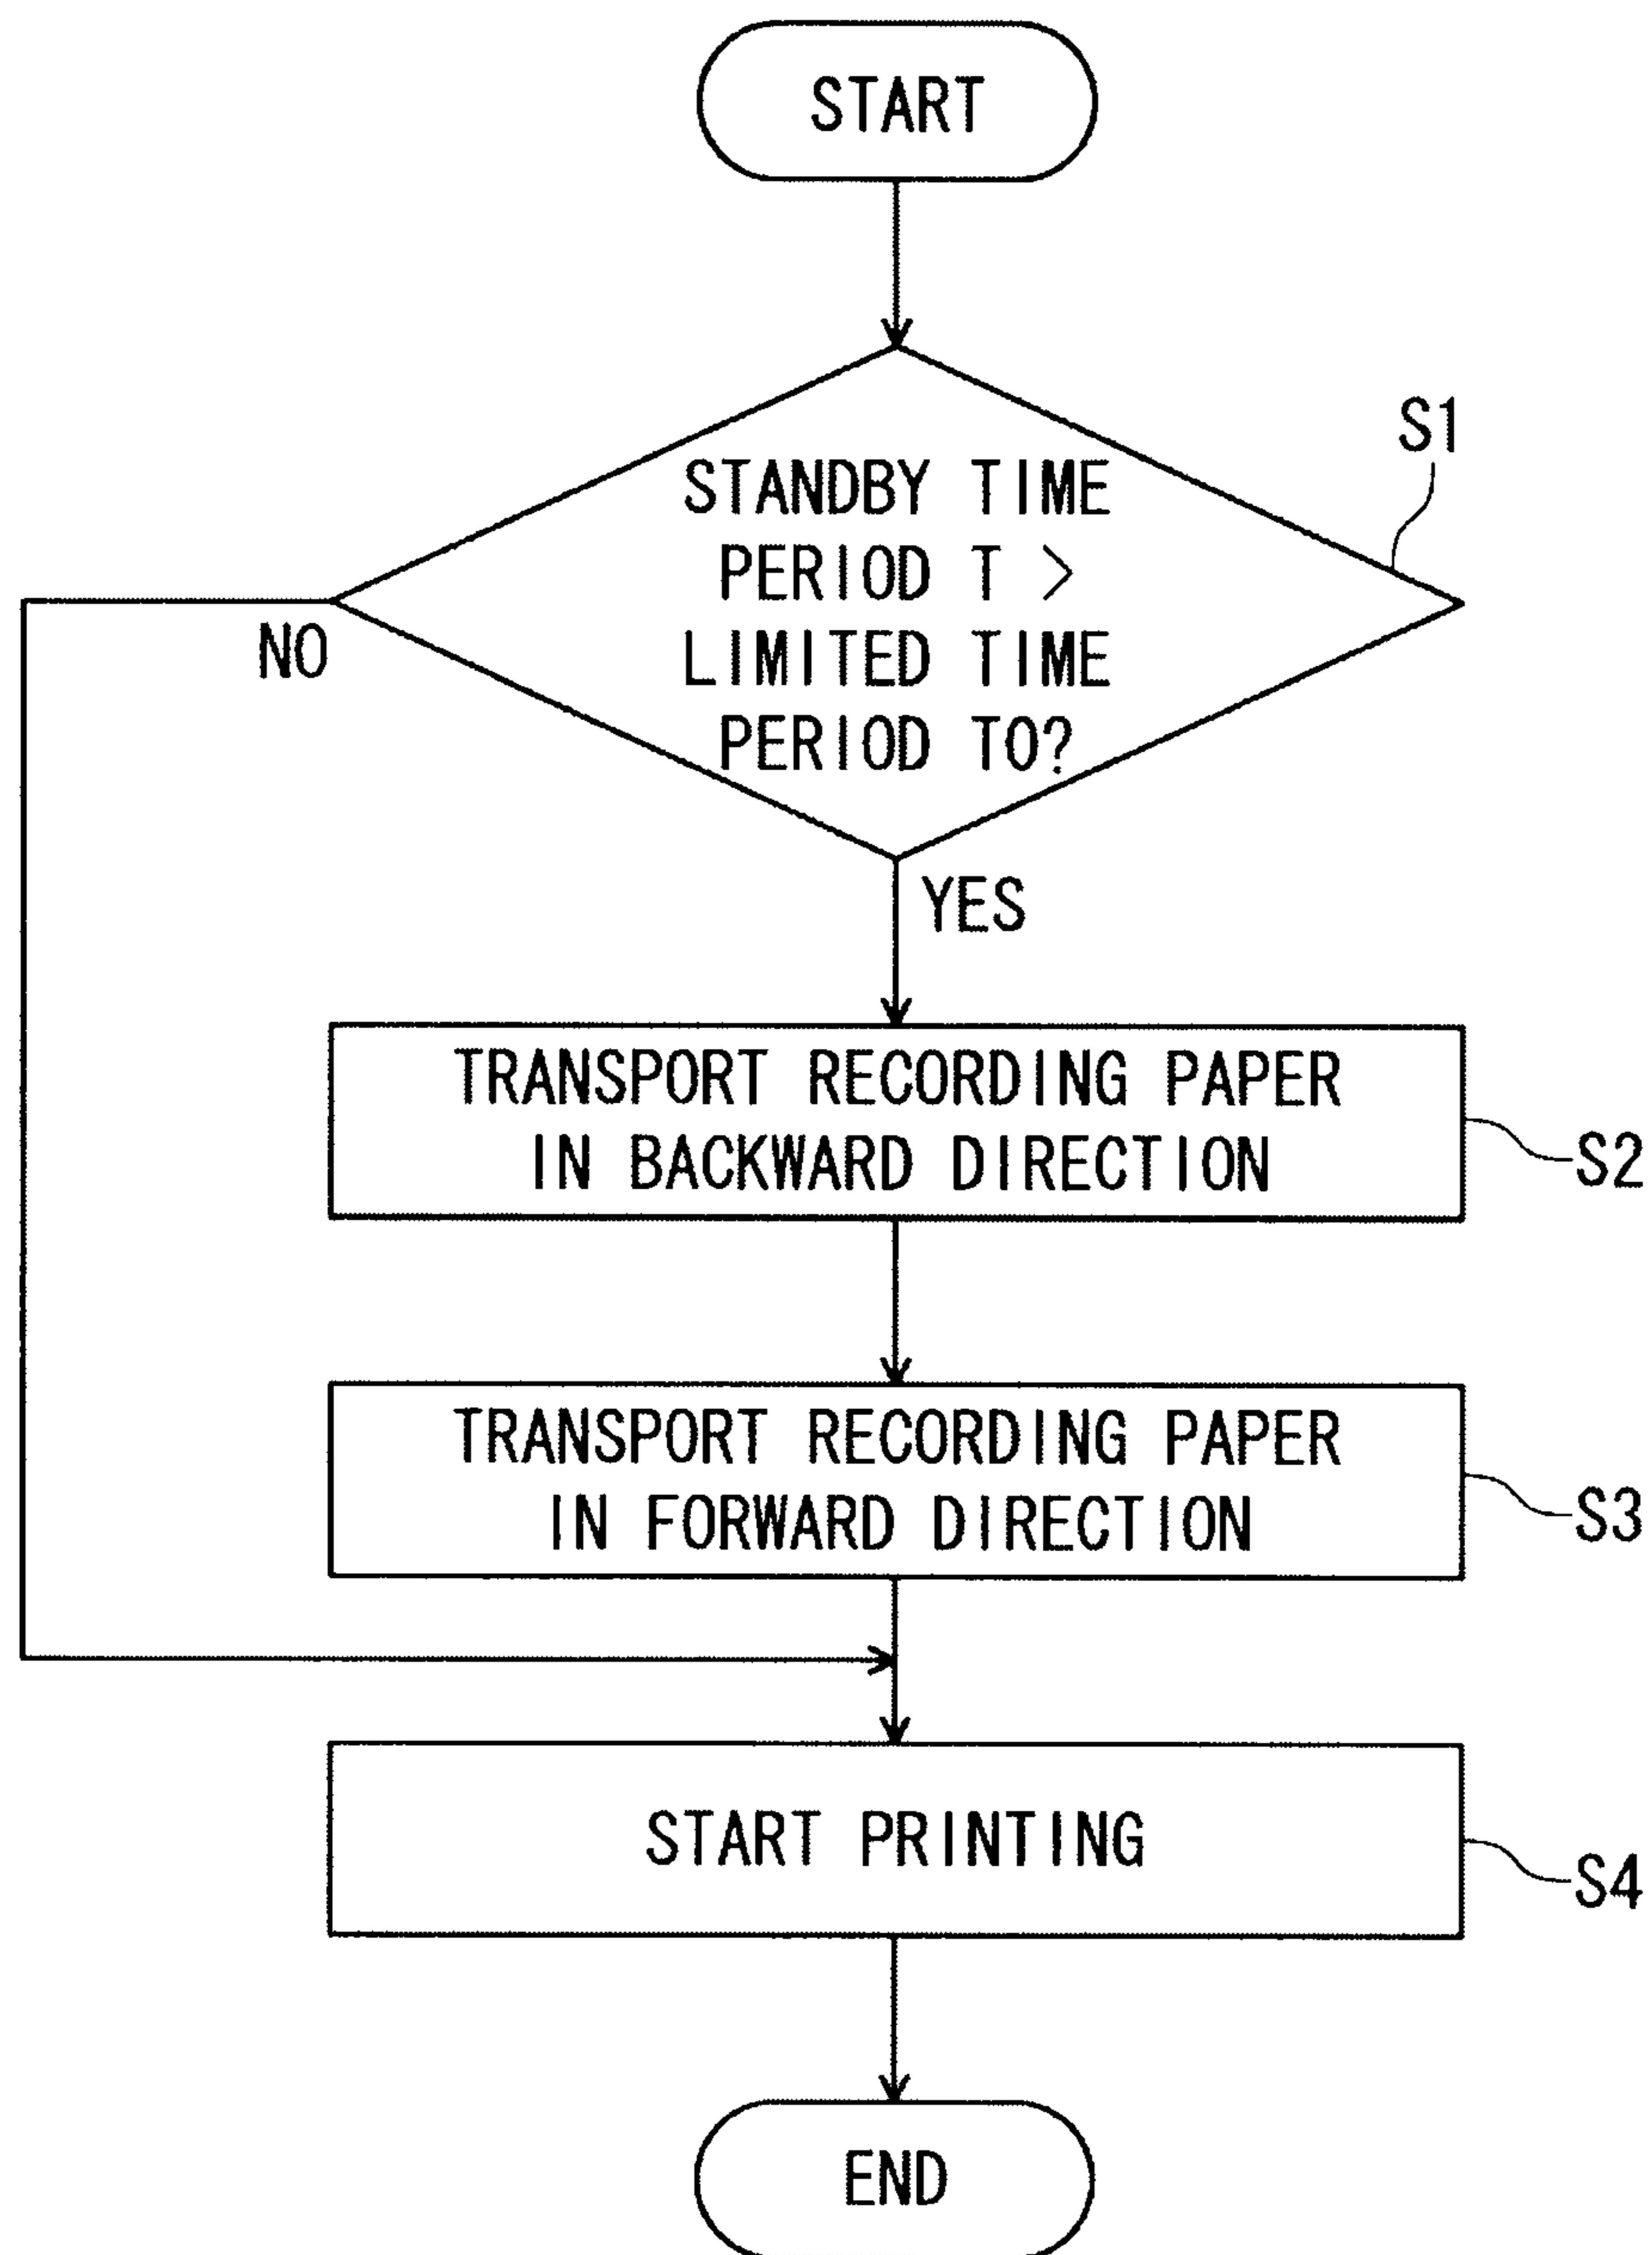 START
S1
STANDBY TIME
PERIOD T >
LIMITED TIME
PERIOD TO?
NO
YES
TRANSPORT RECORDING PAPER
IN BACKWARD DIRECTION
S2
TRANSPORT RECORDING PAPER
IN FORWARD DIRECTION
S3
START PRINTING
S4
END